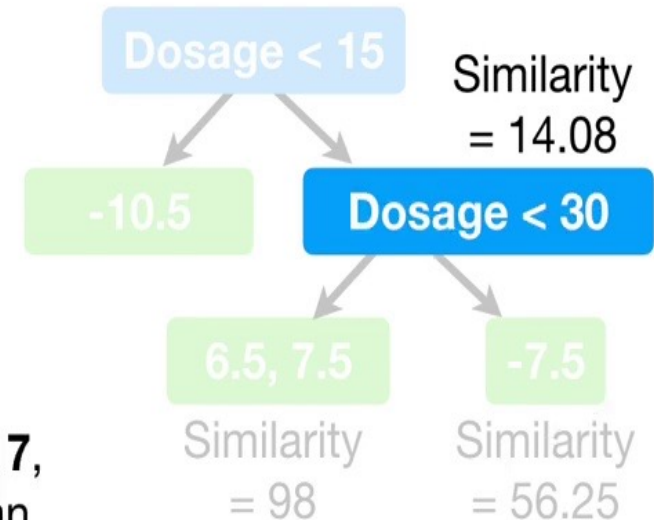 Dosage < 15
Similarity
= 14.08
-10.5
Dosage < 30
6.5, 7.5
-7.5
Similarity
= 98
Similarity
= 56.25
7,